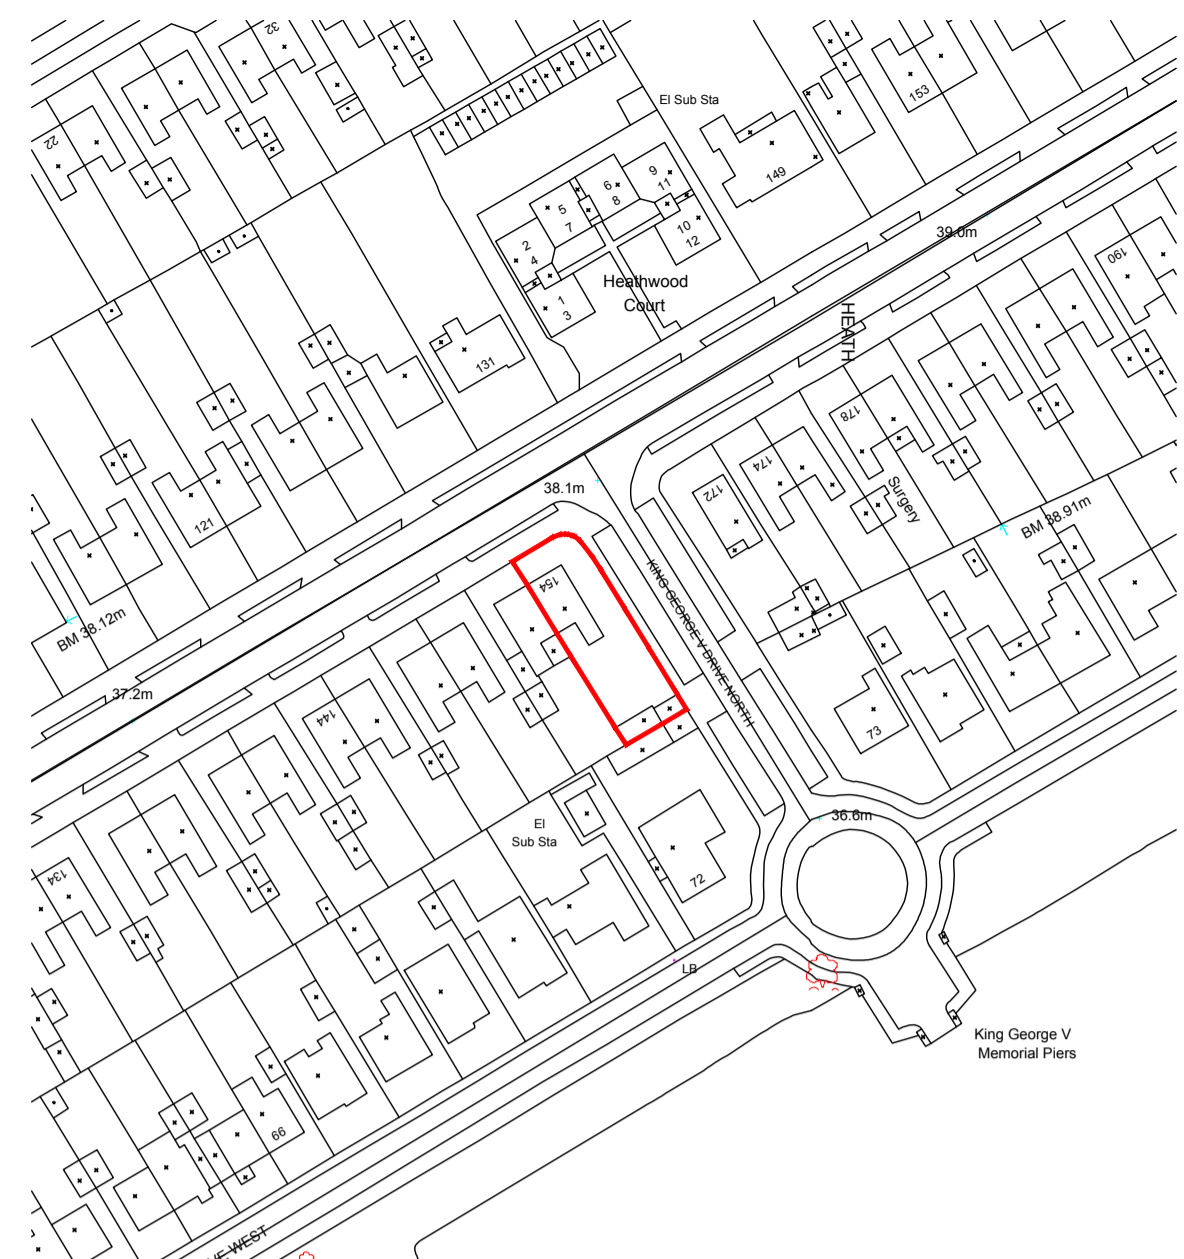 32
22
El Sub Sta
153
149
9
11
6
8
5
7
10
12
2
4
1
3
Heathwood
Court
39.0m
190
HEATH
131
178
174
172
Surgery
38.1m
BM 38.91m
121
154
KING GEORGE V DRIVE NORTH
BM 38.12m
37.2m
144
73
36.6m
El
Sub Sta
134
72
LB
King George V
Memorial Piers
66
VE WEST